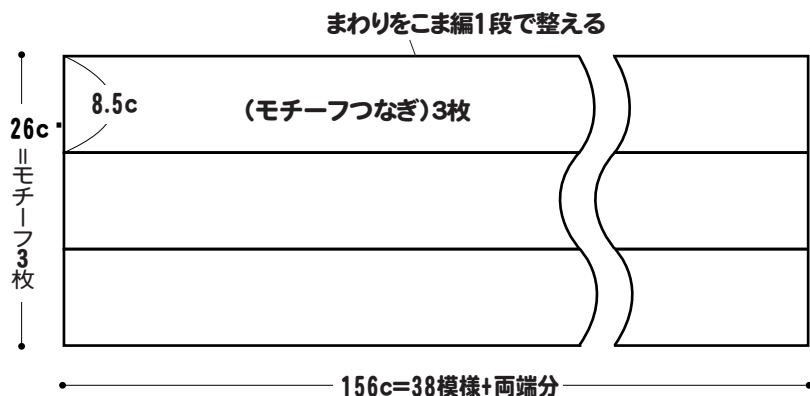 まわりをこま編1段で整える
8.5c
(モチーフつなぎ)3枚
26c
=モチーフ3枚
156c=38模様+両端分